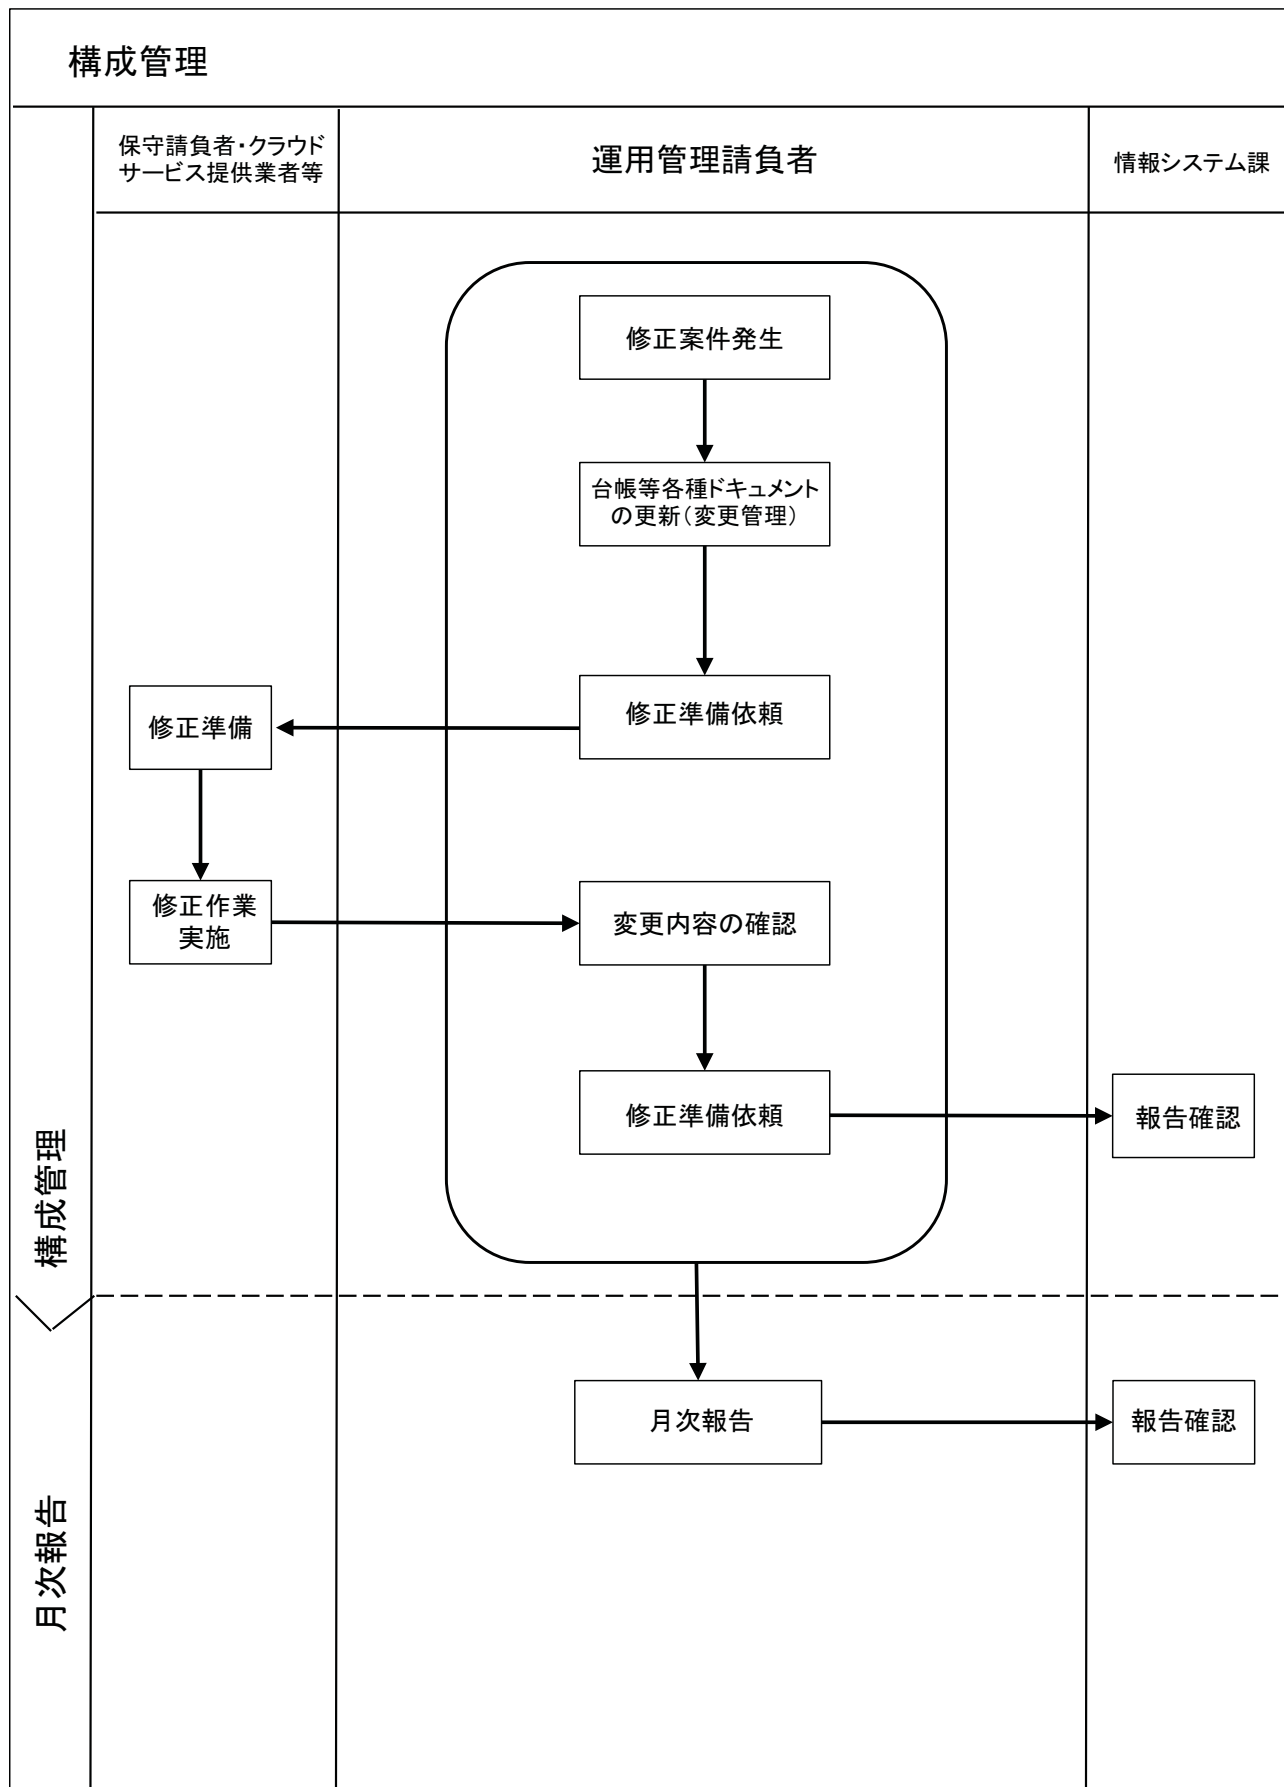 構成管理
保守請負者・クラウド
サービス提供業者等
運用管理請負者
情報システム課
修正案件発生
台帳等各種ドキュメント
の更新（変更管理）
修正準備依頼
修正準備
修正作業
実施
変更内容の確認
修正準備依頼
報告確認
構成管理
月次報告
報告確認
月次報告